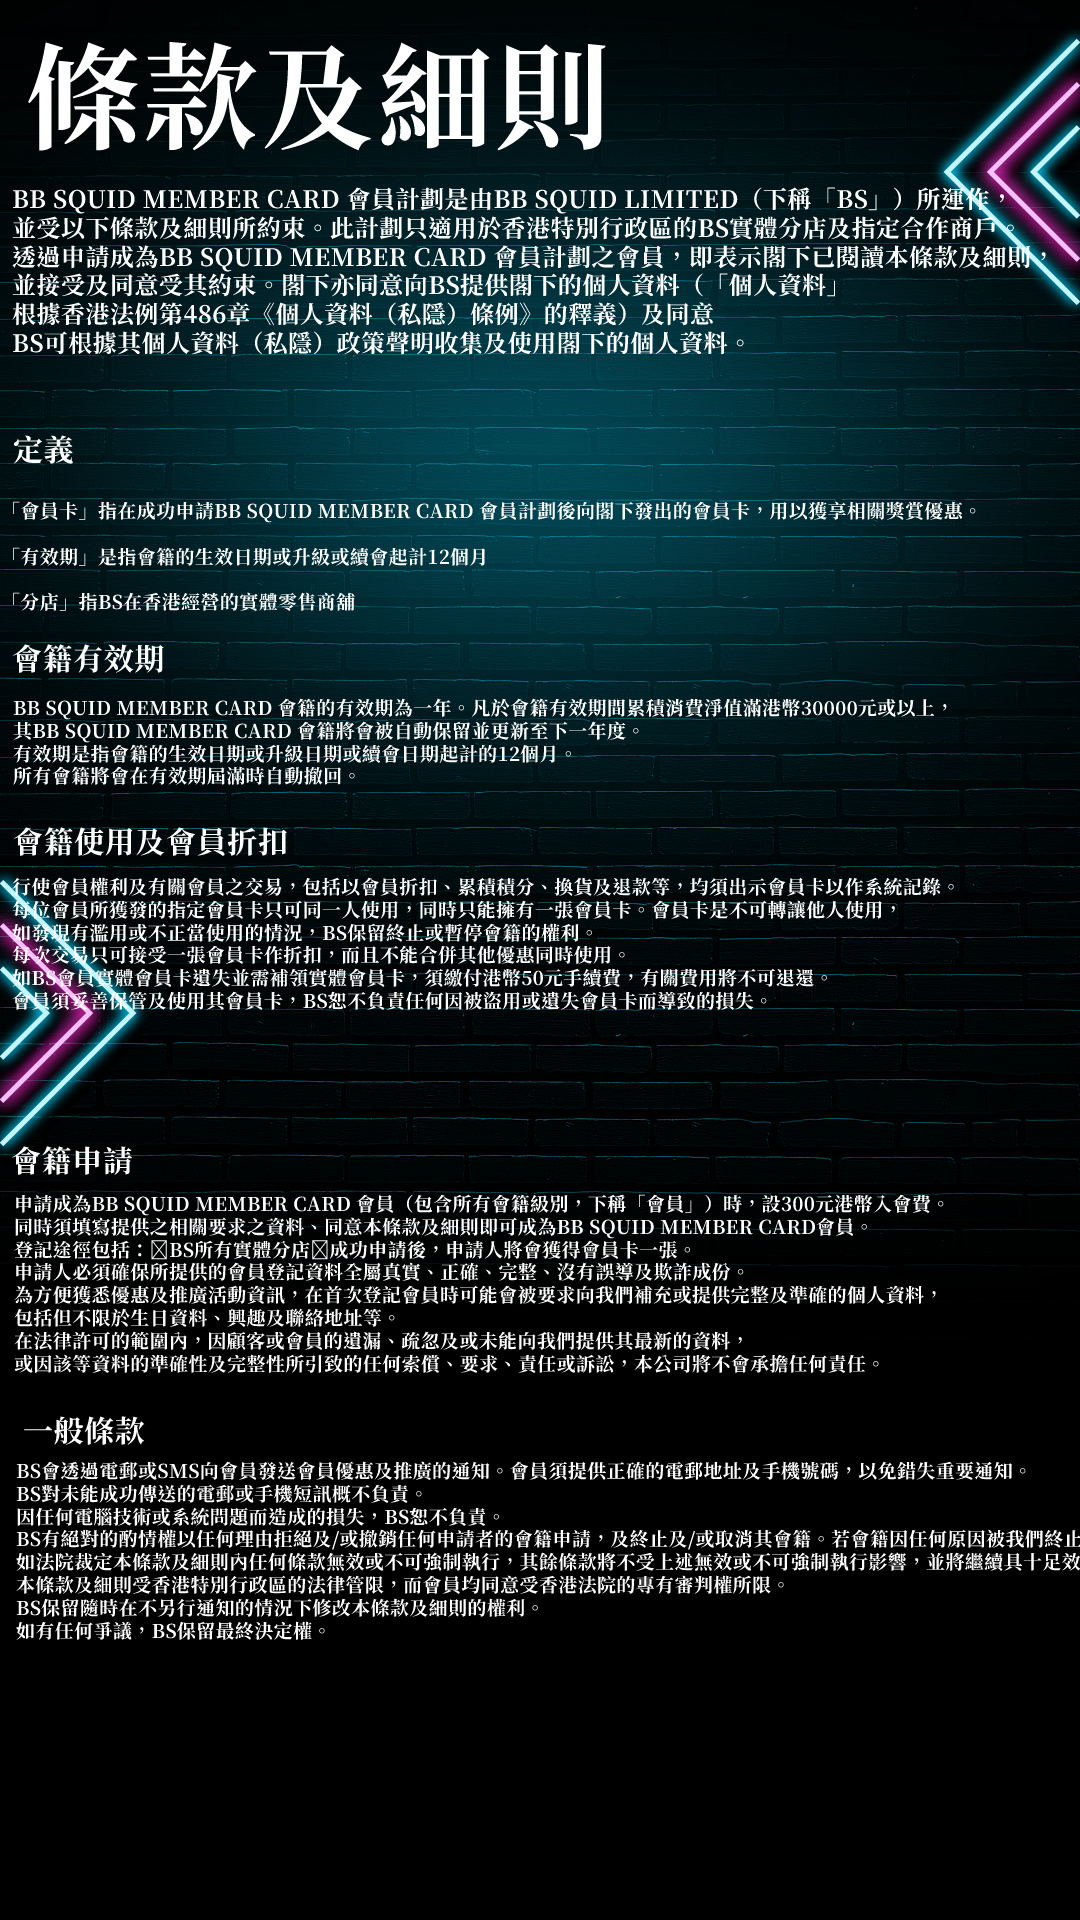 條款及細則
BB SQUID MEMBER CARD 會員計劃是由BB SQUID LIMITED（下稱「BS」）所運作，
並受以下條款及細則所約束。此計劃只適用於香港特別行政區的BS實體分店及指定合作商戶。
透過申請成為BB SQUID MEMBER CARD 會員計劃之會員，即表示閣下已閱讀本條款及細則，
並接受及同意受其約束。閣下亦同意向BS提供閣下的個人資料（「個人資料」
根據香港法例第486章《個人資料（私隱）條例》的釋義）及同意
BS可根據其個人資料（私隱）政策聲明收集及使用閣下的個人資料。
定義
「會員卡」指在成功申請BB SQUID MEMBER CARD 會員計劃後向閣下發出的會員卡，用以獲享相關獎賞優惠。
「有效期」是指會籍的生效日期或升級或續會起計12個月
「分店」指BS在香港經營的實體零售商舖
會籍有效期
BB SQUID MEMBER CARD 會籍的有效期為一年。凡於會籍有效期間累積消費淨值滿港幣30000元或以上，
其BB SQUID MEMBER CARD 會籍將會被自動保留並更新至下一年度。
有效期是指會籍的生效日期或升級日期或續會日期起計的12個月。
所有會籍將會在有效期屆滿時自動撤回。
會籍使用及會員折扣
行使會員權利及有關會員之交易，包括以會員折扣、累積積分、換貨及退款等，均須出示會員卡以作系統記錄。
每位會員所獲發的指定會員卡只可同一人使用，同時只能擁有一張會員卡。會員卡是不可轉讓他人使用，
如發現有濫用或不正當使用的情況，BS保留終止或暫停會籍的權利。
每次交易只可接受一張會員卡作折扣，而且不能合併其他優惠同時使用。
如BS會員實體會員卡遺失並需補領實體會員卡，須繳付港幣50元手續費，有關費用將不可退還。
會員須妥善保管及使用其會員卡，BS恕不負責任何因被盜用或遺失會員卡而導致的損失。
會籍申請
申請成為BB SQUID MEMBER CARD 會員（包含所有會籍級別，下稱「會員」）時，設300元港幣入會費。
同時須填寫提供之相關要求之資料、同意本條款及細則即可成為BB SQUID MEMBER CARD會員。
登記途徑包括：BS所有實體分店成功申請後，申請人將會獲得會員卡一張。
申請人必須確保所提供的會員登記資料全屬真實、正確、完整、沒有誤導及欺詐成份。
為方便獲悉優惠及推廣活動資訊，在首次登記會員時可能會被要求向我們補充或提供完整及準確的個人資料，
包括但不限於生日資料、興趣及聯絡地址等。
在法律許可的範圍內，因顧客或會員的遺漏、疏忽及或未能向我們提供其最新的資料，
或因該等資料的準確性及完整性所引致的任何索償、要求、責任或訴訟，本公司將不會承擔任何責任。
一般條款
BS會透過電郵或SMS向會員發送會員優惠及推廣的通知。會員須提供正確的電郵地址及手機號碼，以免錯失重要通知。
BS對未能成功傳送的電郵或手機短訊概不負責。
因任何電腦技術或系統問題而造成的損失，BS恕不負責。
BS有絕對的酌情權以任何理由拒絕及/或撤銷任何申請者的會籍申請，及終止及/或取消其會籍。若會籍因任何原因被我們終止
如法院裁定本條款及細則內任何條款無效或不可強制執行，其餘條款將不受上述無效或不可強制執行影響，並將繼續具十足效
本條款及細則受香港特別行政區的法律管限，而會員均同意受香港法院的專有審判權所限。
BS保留隨時在不另行通知的情況下修改本條款及細則的權利。
如有任何爭議，BS保留最終決定權。